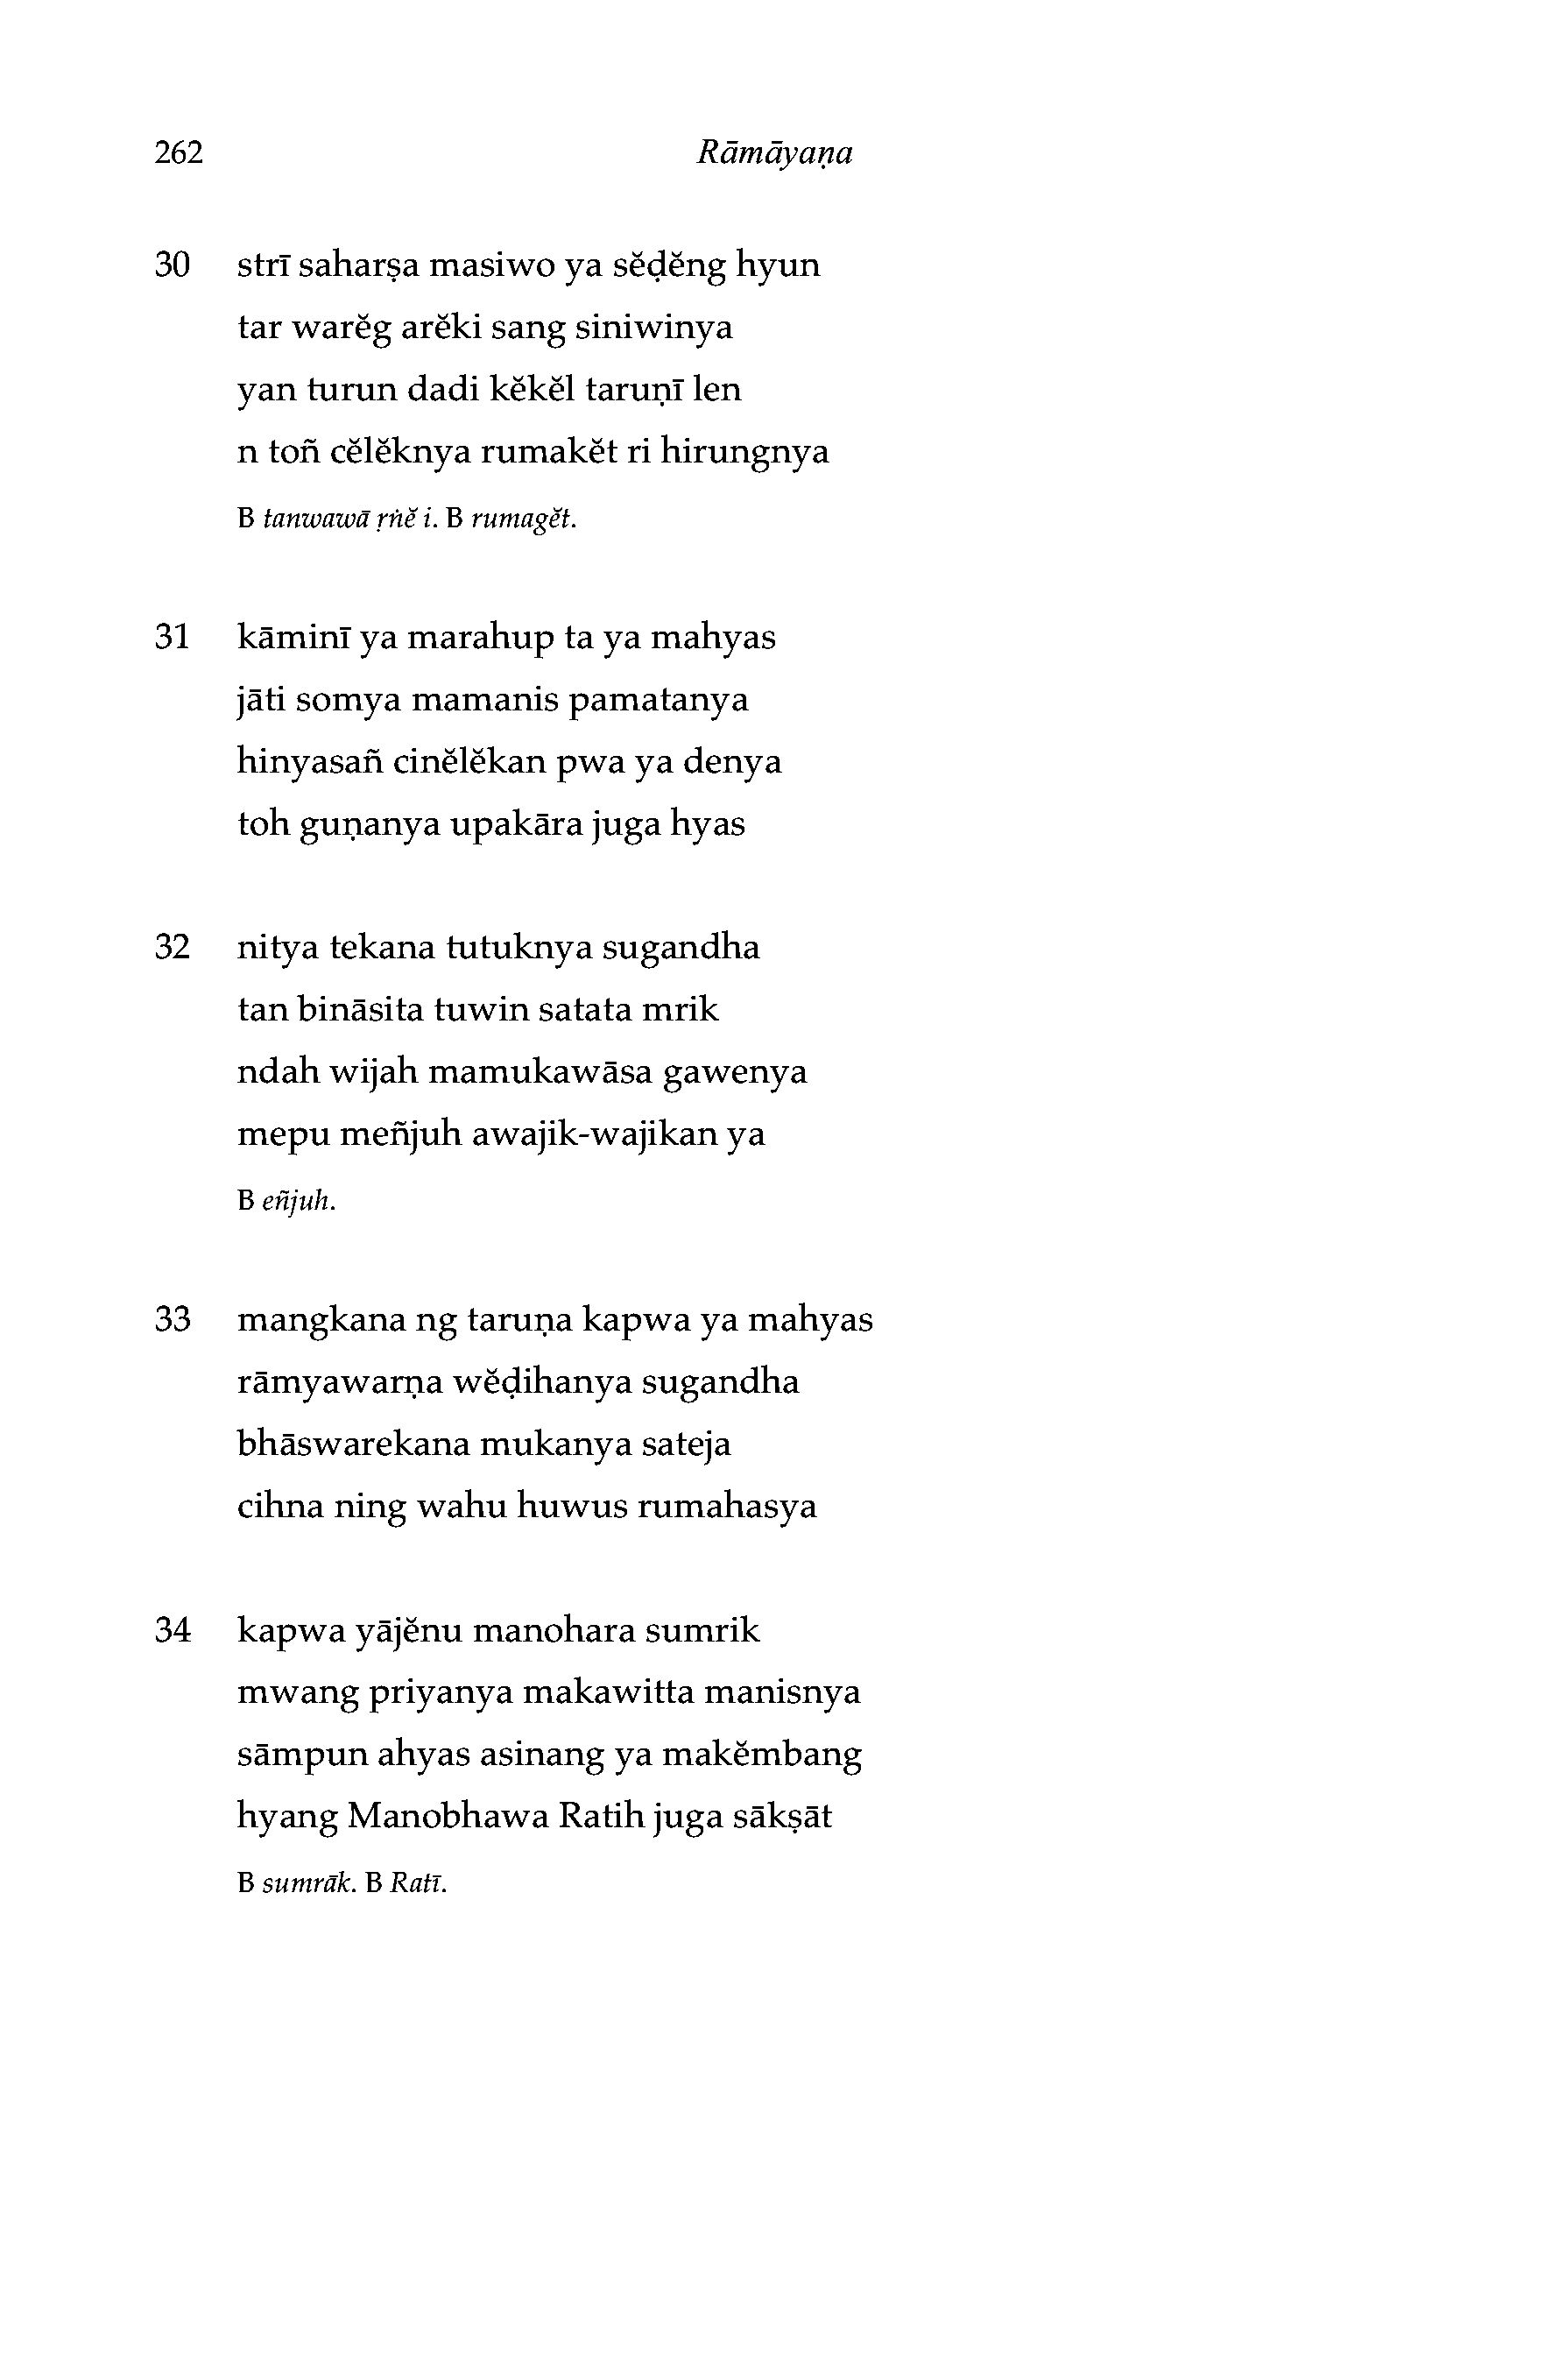 262 Rāmāyaṇa
30 strī saharṣa masiwo ya sĕḍĕng hyun
tar warĕg arĕki sang siniwinya
yan turun dadi kĕkĕl taruṇī len
n toñ cĕlĕknya rumakĕt ri hirungnya
B tanwawā ṛṅĕ i. B rumagĕt.
31 kāminī ya marahup ta ya mahyas
jāti somya mamanis pamatanya
hinyasañ cinĕlĕkan pwa ya denya
toh guṇanya upakāra juga hyas
32 nitya tekana tutuknya sugandha
tan bināsita tuwin satata mrik
ndah wijah mamukawāsa gawenya
mepu meñjuh awajik-wajikan ya
B eñjuh.
33 mangkana ng taruṇa kapwa ya mahyas
rāmyawarṇa wĕḍihanya sugandha
bhāswarekana mukanya sateja
cihna ning wahu huwus rumahasya
34 kapwa yājĕnu manohara sumrik
mwang priyanya makawitta manisnya
sāmpun ahyas asinang ya makĕmbang
hyang Manobhawa Ratih juga sākṣāt
B sumrāk. B Ratī.